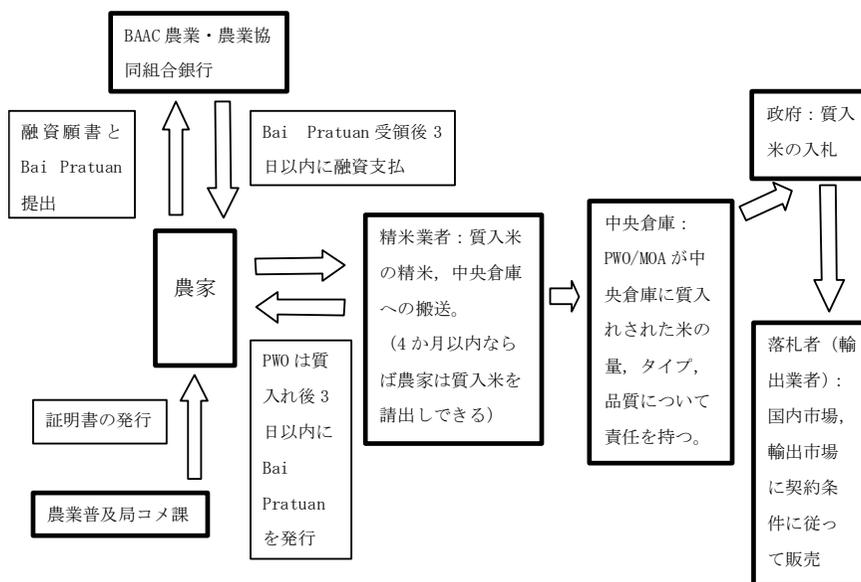 BAAC 農業・農業協
同組合銀行
融資願書と
Bai Pratuan
提出
Bai Pratuan 受領後 3
日以内に融資支払
農家
証明書の発行
農業普及局コメ課
PWO は質
入れ後 3
日以内に
Bai
Pratuan
を発行
精米業者：質入米
の精米，中央倉庫
への搬送。
（4 か月以内なら
ば農家は質入米を
請出しできる）
中央倉庫：
PWO/MOA が中
央倉庫に質入
れされた米の
量，タイプ，
品質について
責任を持つ。
政府：質入
米の入札
落札者（輸
出業者）：
国内市場，
輸出市場
に契約条
件に従っ
て販売